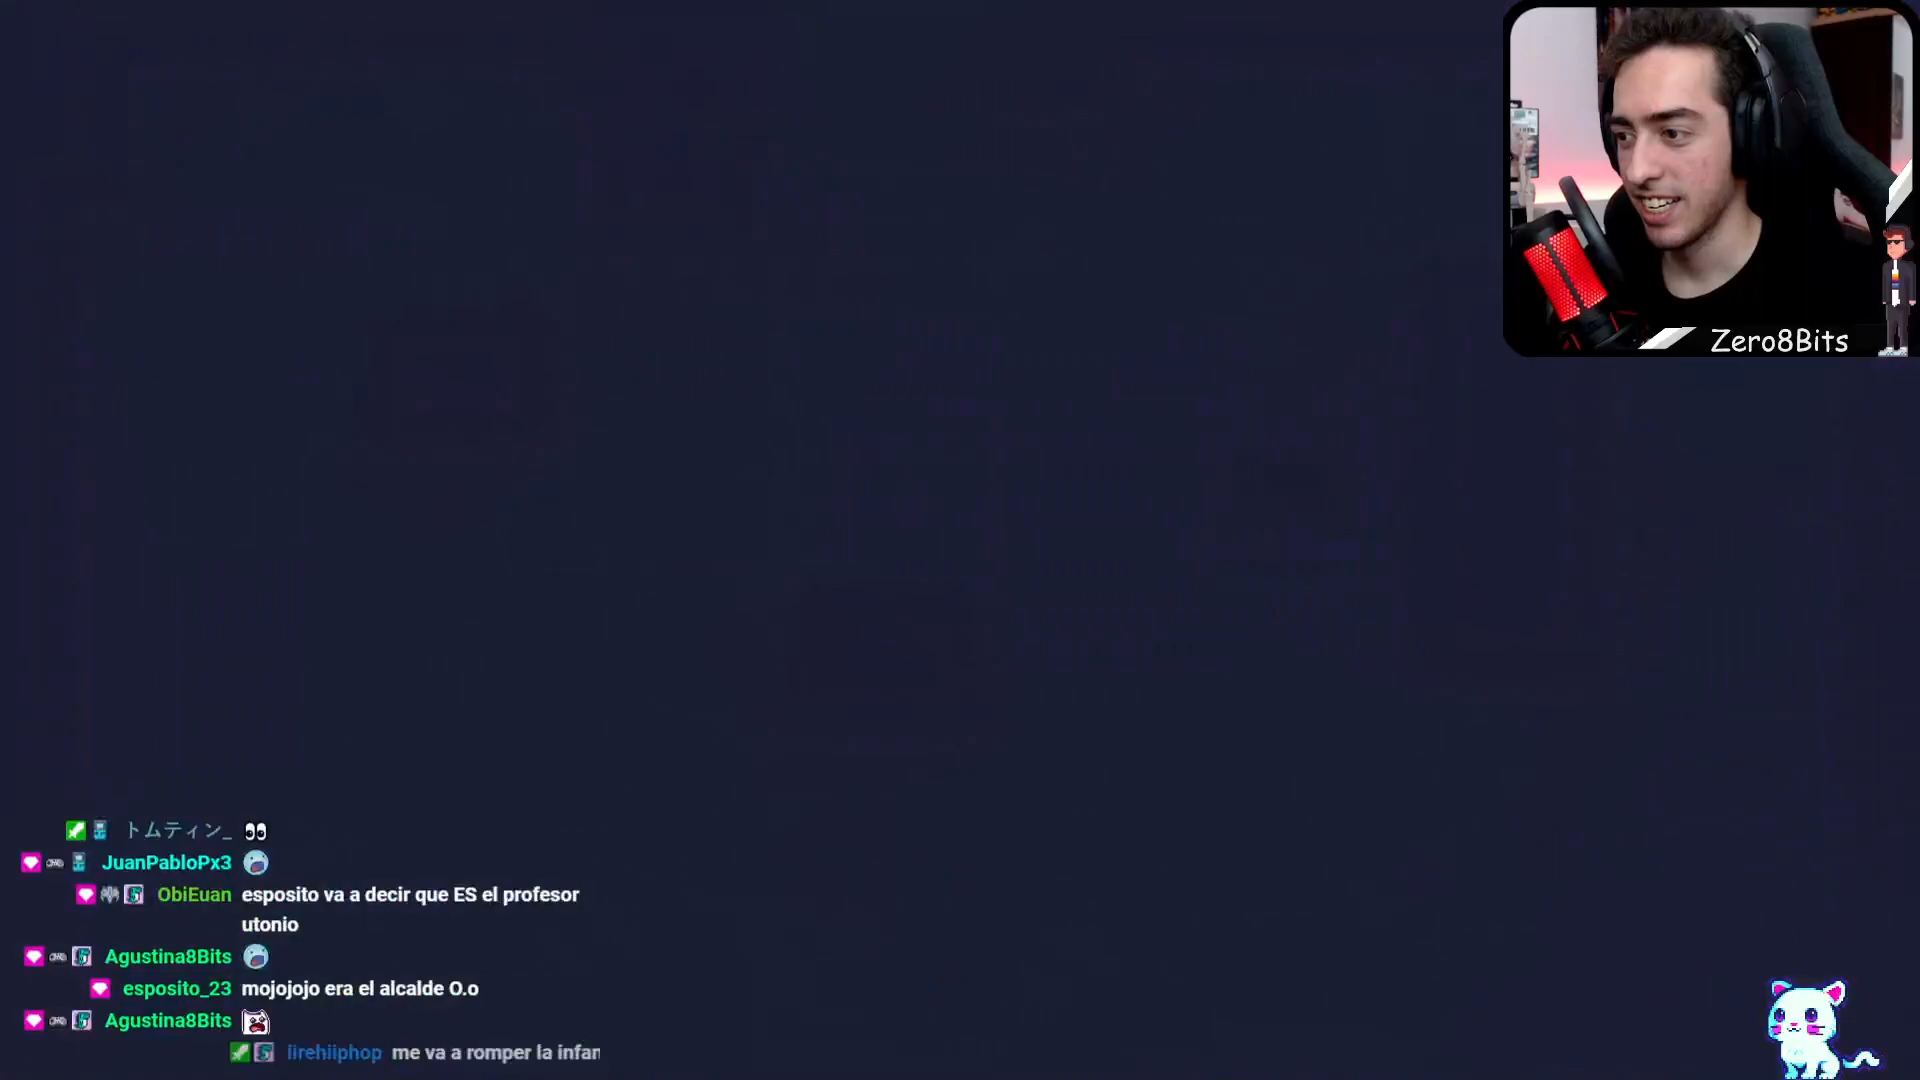 Zero8Bits
トムティン_
JuanPabloPx3
ObiEuan esposito va a decir que ES el profesor
utonio
Agustina8Bits
esposito_23 mojojojo era el alcalde O.o
Agustina8Bits
iirehiiphop me va a romper la infan